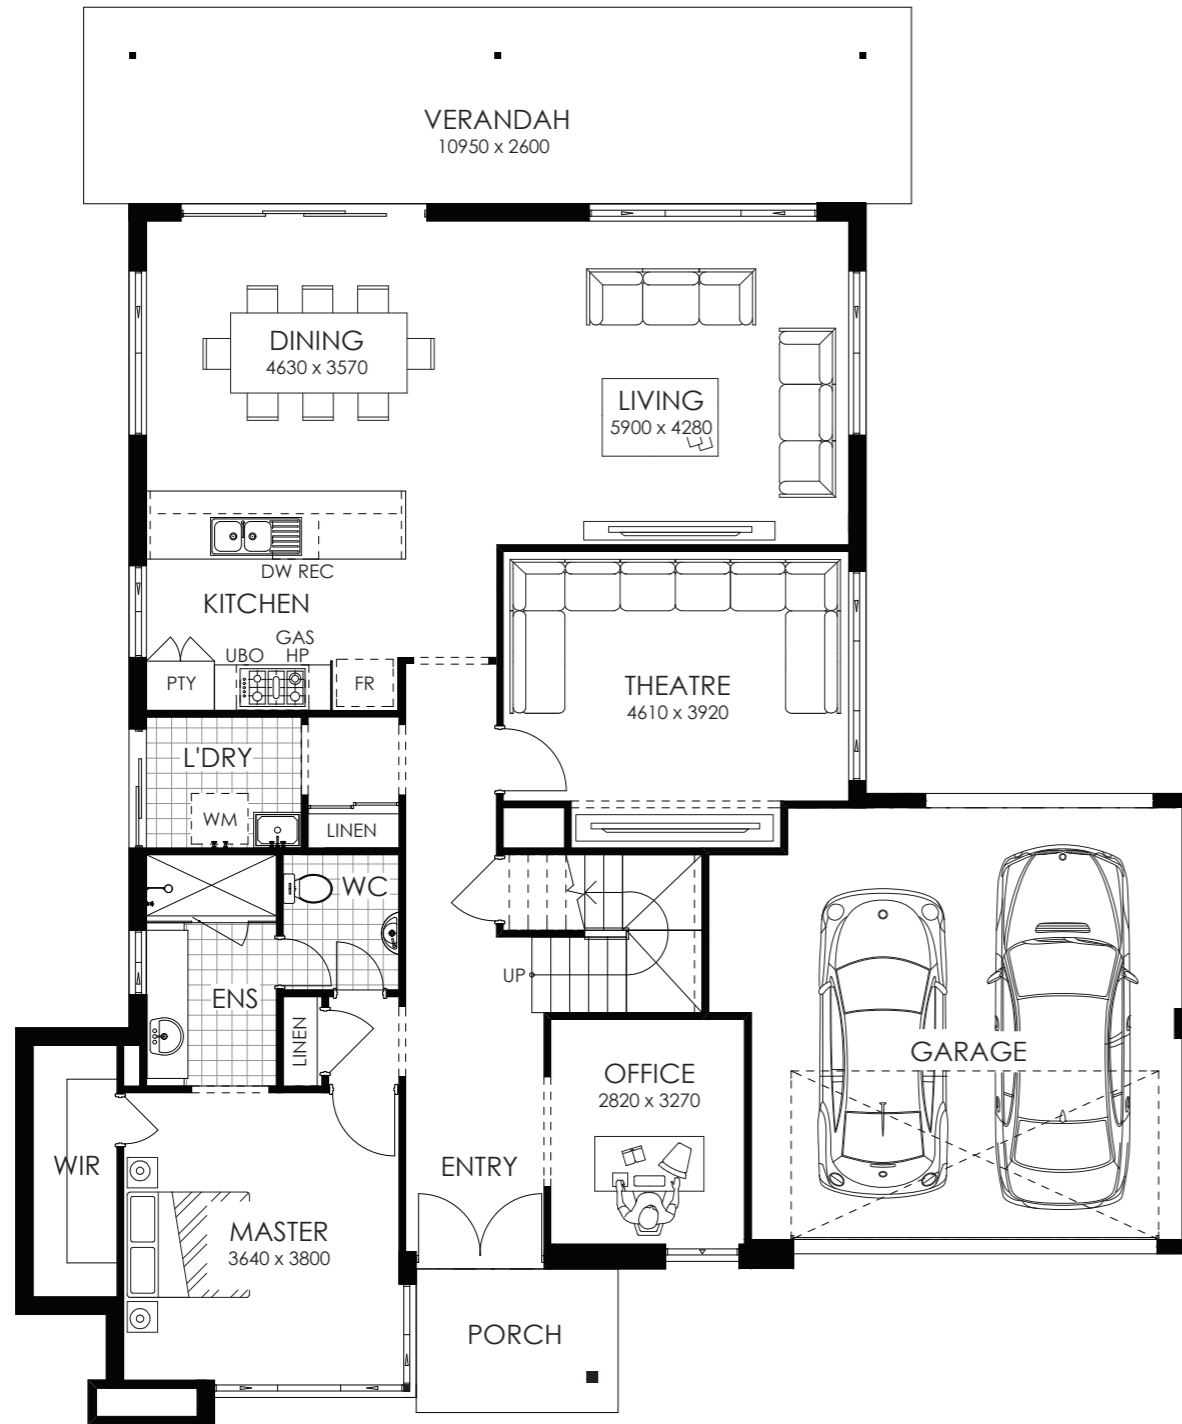 VERANDAH
10950 x 2600
DINING
4630 x 3570
LIVING
5900 x 4280
DW REC
KITCHEN
GAS
UBO HP
PTY
FR
THEATRE
4610 x 3920
L'DRY
WM
LINEN
WC
UP
ENS
LINEN
OFFICE
2820 x 3270
GARAGE
WIR
ENTRY
MASTER
3640 x 3800
PORCH